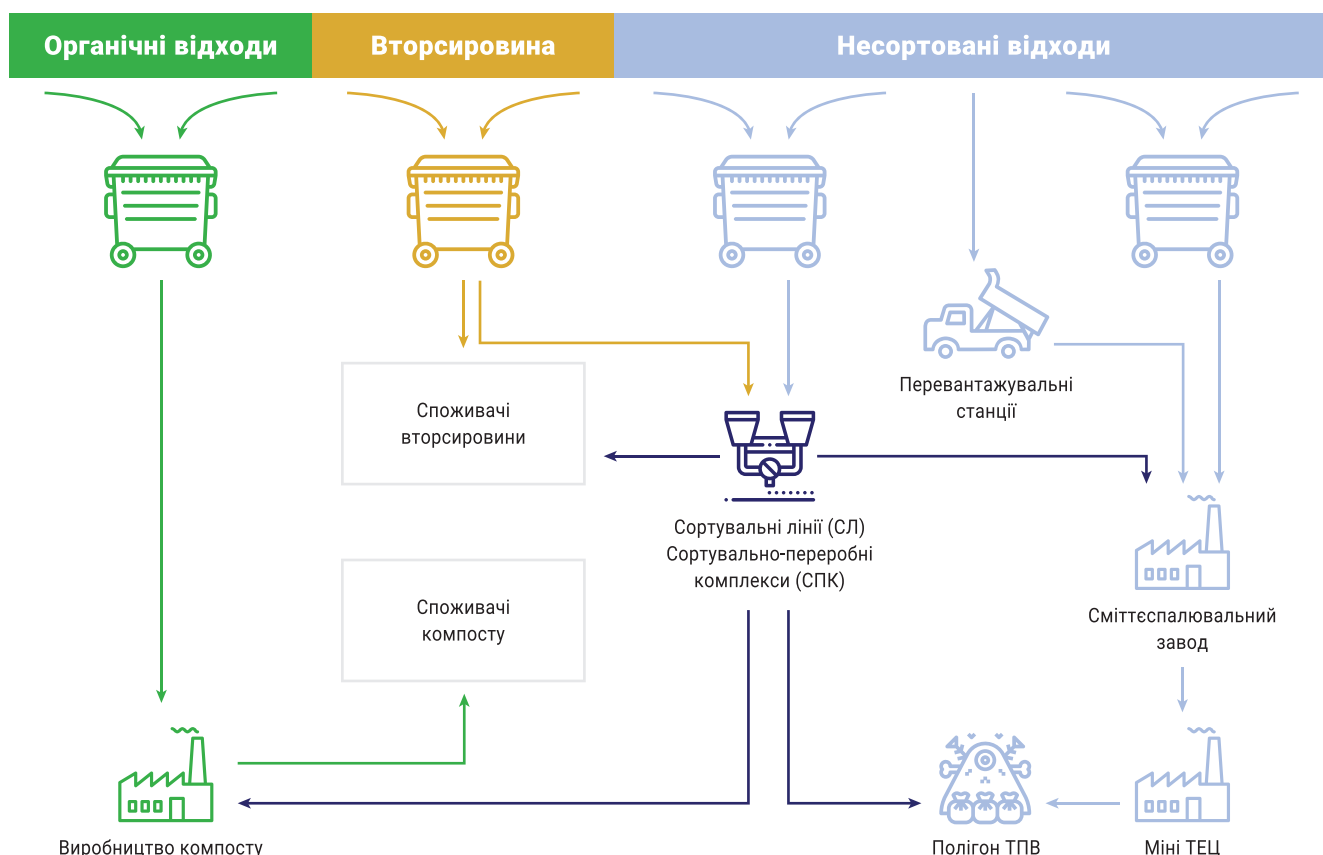 Органічні відходи
Вторсировина
Несортовані відходи
Перевантажувальні
станції
Споживачі
вторсировини
Сортувальні лінії (СЛ)
Сортувально-переробні
комплекси (СПК)
Споживачі
компосту
Сміттєспалювальний
завод
Виробництво компосту
Полігон ТПВ
Міні ТЕЦ